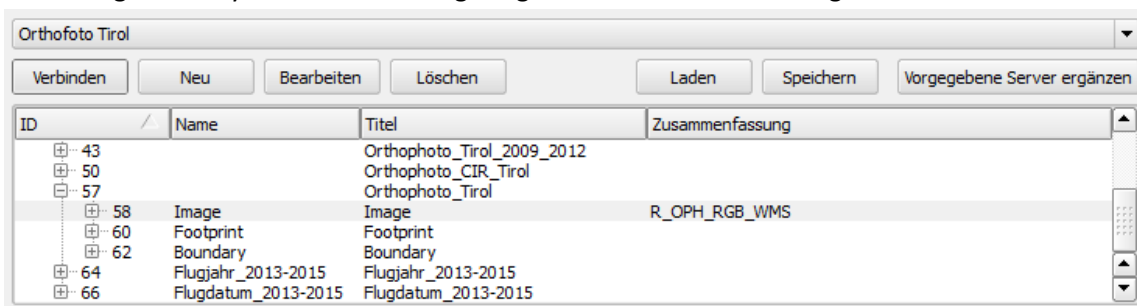 Orthofoto Tirol
Verbinden Neu Bearbeiten Löschen Laden Speichern Vorgegebene Server ergänzen
ID Name Titel Zusammenfassung
43 Orthophoto_Tirol_2009_2012
50 Orthophoto_CIR_Tirol
57 Orthophoto_Tirol
58 Image Image R_OPH_RGB_WMS
60 Footprint Footprint
62 Boundary Boundary
64 Flugjahr_2013-2015 Flugjahr_2013-2015
66 Flugdatum_2013-2015 Flugdatum_2013-2015